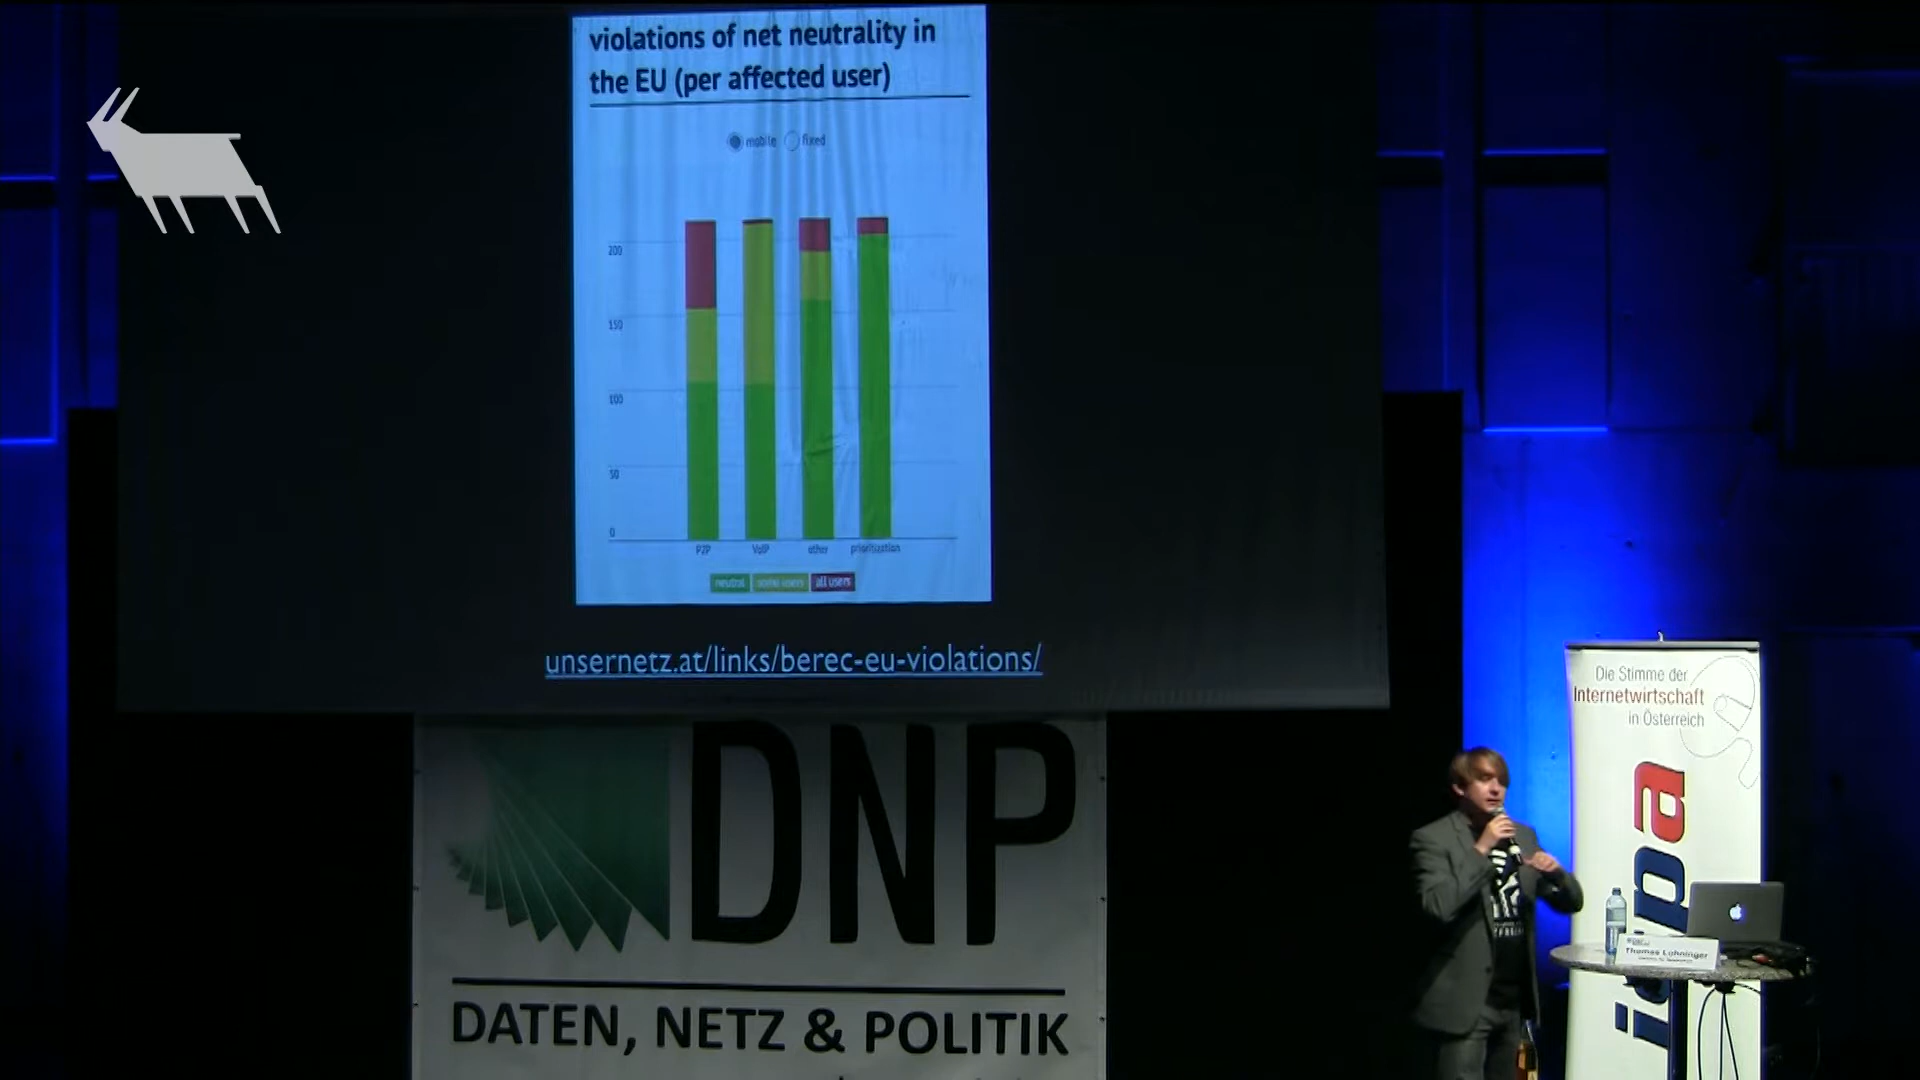 violations of net neutrality in
the EU (per affected user)
mobile fixed
200
150
100
50
0
P2P VoIP other prioritization
neutral some users all users
unsernetz.at/links/berec-eu-violations/
DNP
DATEN, NETZ & POLITIK
Die Stimme der
Internetwirtschaft
in Österreich
ispa
Thomas Lohninger